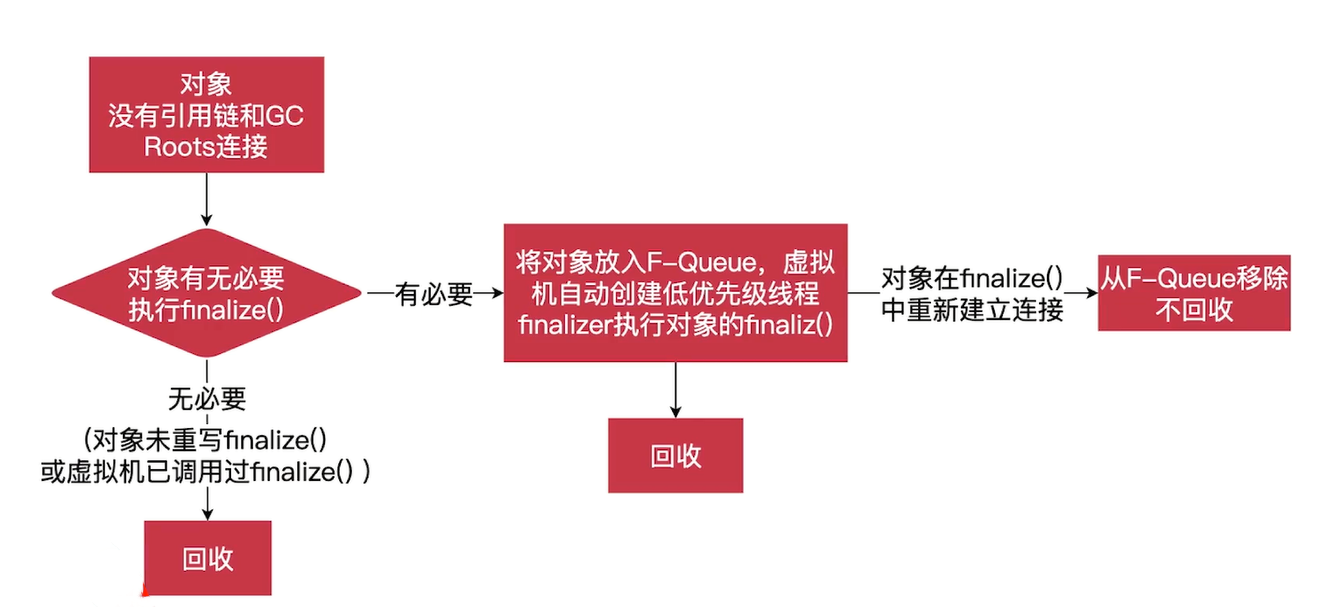 对象
没有引用链和GC
Roots连接
对象有无必要
执行finalize()
有必要
将对象放入F-Queue，虚拟
机自动创建低优先级线程
finalizer执行对象的finaliz()
对象在finalize()
中重新建立连接
从F-Queue移除
不回收
无必要
（对象未重写finalize()
或虚拟机已调用过finalize() ）
回收
回收